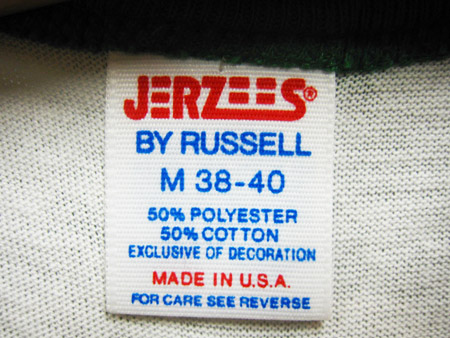 JERZEES®
BY RUSSELL
M 38-40
50% POLYESTER
50% COTTON
EXCLUSIVE OF DECORATION
MADE IN U.S.A.
FOR CARE SEE REVERSE